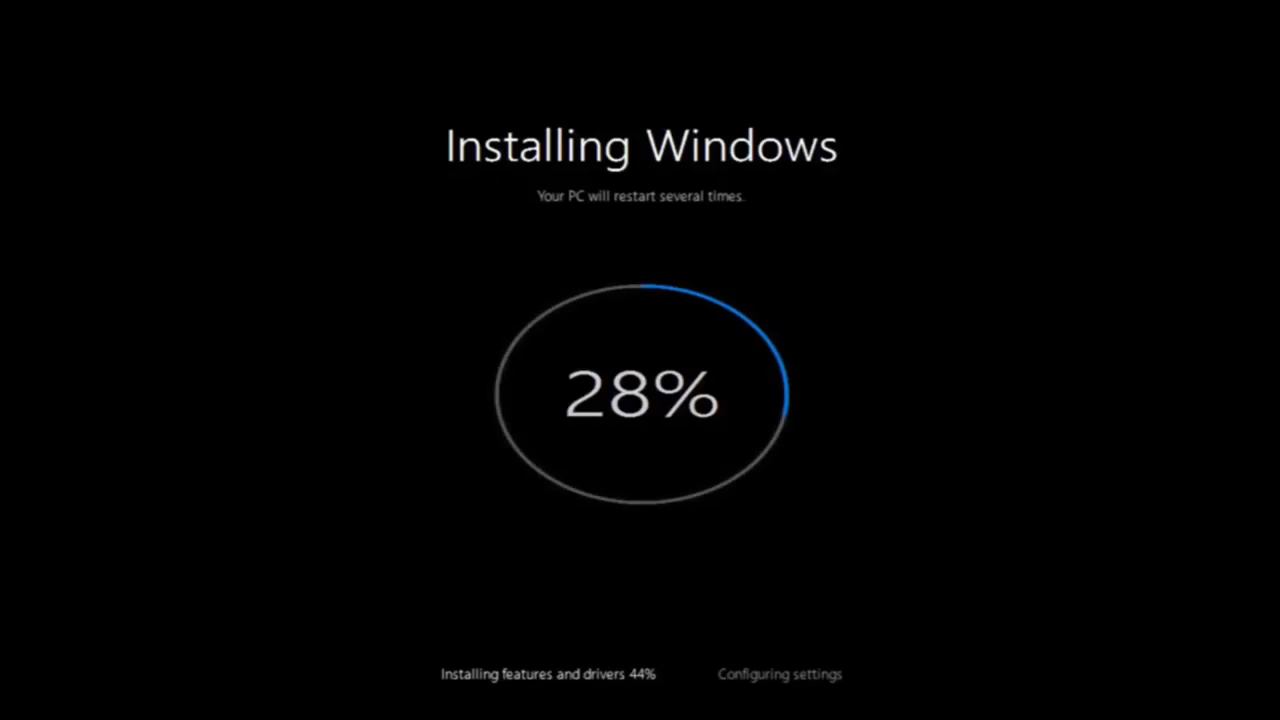 Installing Windows
Your PC will restart several times.
28%
Installing features and drivers 44% Configuring settings